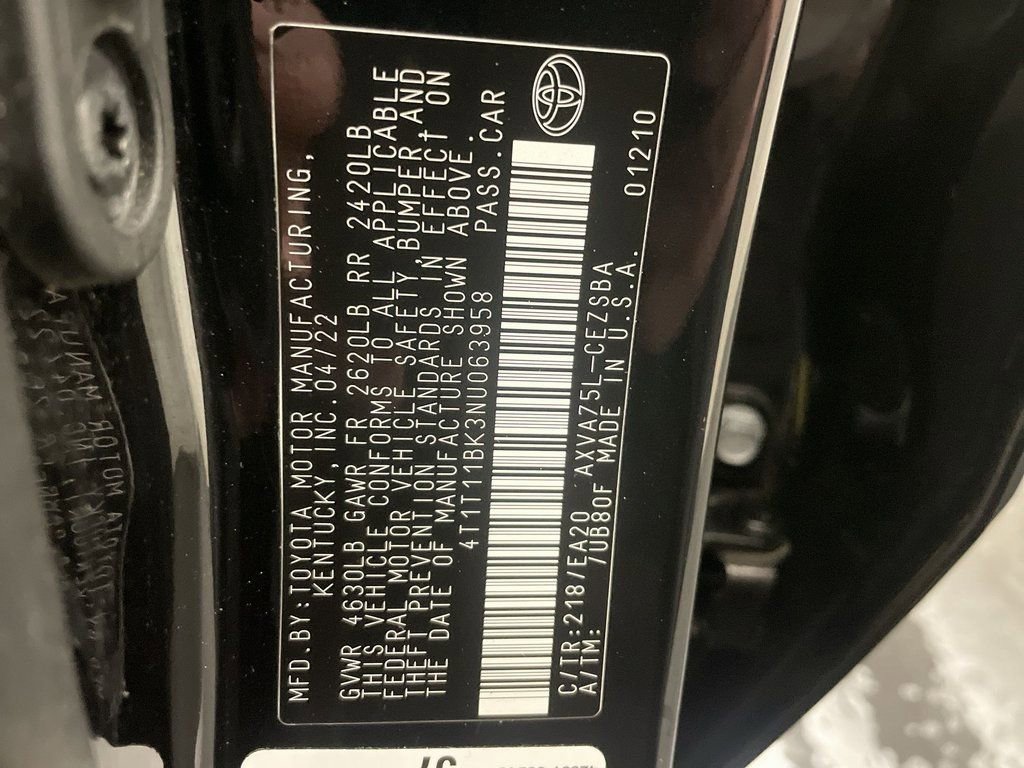 MFD.BY:TOYOTA MOTOR MANUFACTURING,
KENTUCKY, INC.04/22
GVWR 4630LB GAWR FR 2620LB RR 2420LB
THIS VEHICLE CONFORMS TO ALL APPLICABLE
FEDERAL MOTOR VEHICLE SAFETY, BUMPER, AND
THEFT PREVENTION STANDARDS IN EFFECT ON
THE DATE OF MANUFACTURE SHOWN ABOVE.
4T1T11BK3NU063958 PASS.CAR
C/TR:218/EA20 AXVA75L-CEZSBA
A/TM: /UB80F MADE IN U.S.A. 01210